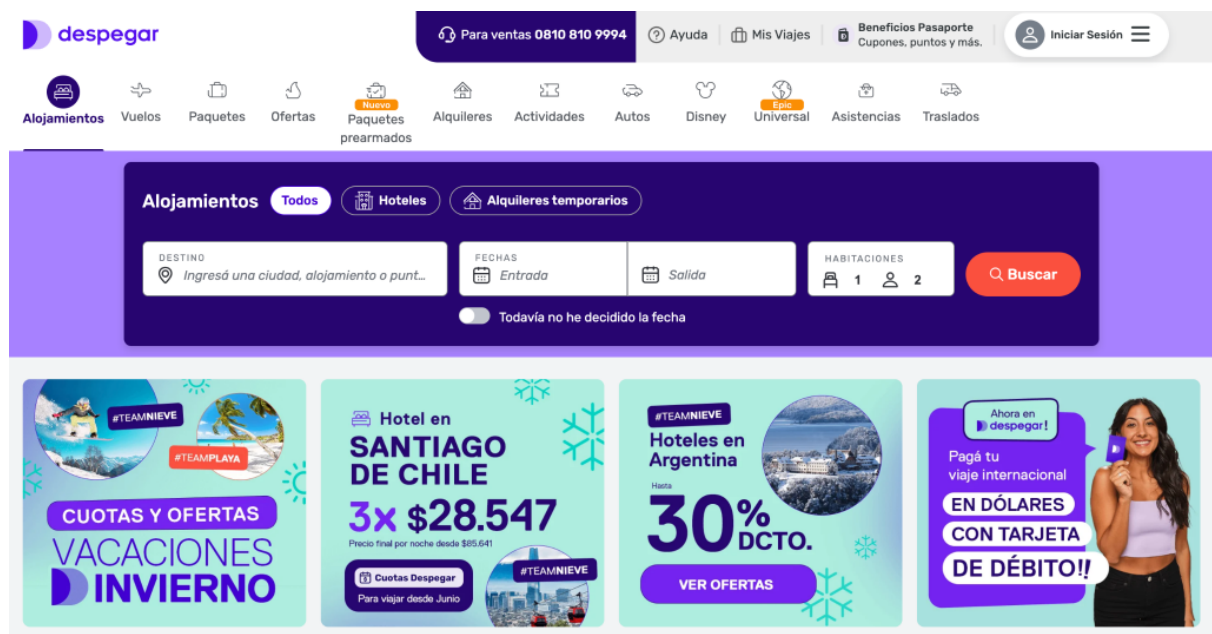 despegar
Para ventas 0810 810 9994
Ayuda
Mis Viajes
Beneficios Pasaporte
Cupones, puntos y más.
Iniciar Sesión
Alojamientos
Vuelos
Paquetes
Ofertas
Nuevo
Paquetes
prearmados
Alquileres
Actividades
Autos
Disney
Epic
Universal
Asistencias
Traslados
Alojamientos
Todos
Hoteles
Alquileres temporarios
DESTINO
Ingresá una ciudad, alojamiento o punt...
FECHAS
Entrada
Salida
HABITACIONES
1
2
Buscar
Todavía no he decidido la fecha
#TEAMNIEVE
#TEAMPLAYA
CUOTAS Y OFERTAS
VACACIONES
INVIERNO
Hotel en
SANTIAGO
DE CHILE
3x $28.547
Precio final por noche desde $85.641
Cuotas Despegar
Para viajar desde Junio
#TEAMNIEVE
#TEAMNIEVE
Hoteles en
Argentina
Hasta
30%
DCTO.
VER OFERTAS
Ahora en
despegar!
Pagá tu
viaje internacional
EN DÓLARES
CON TARJETA
DE DÉBITO!!